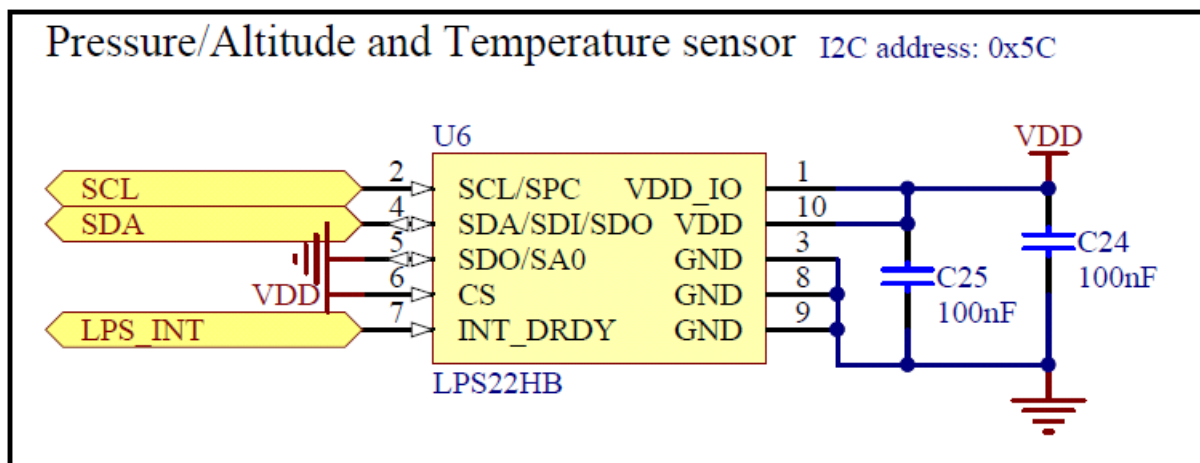 Pressure/Altitude and Temperature sensor I2C address: 0x5C
U6
VDD
SCL 2 SCL/SPC VDD_IO 1
SDA 4 SDA/SDI/SDO VDD 10
5 SDO/SA0 GND 3
VDD 6 CS GND 8
LPS_INT 7 INT_DRDY GND 9
C24
100nF
C25
100nF
LPS22HB